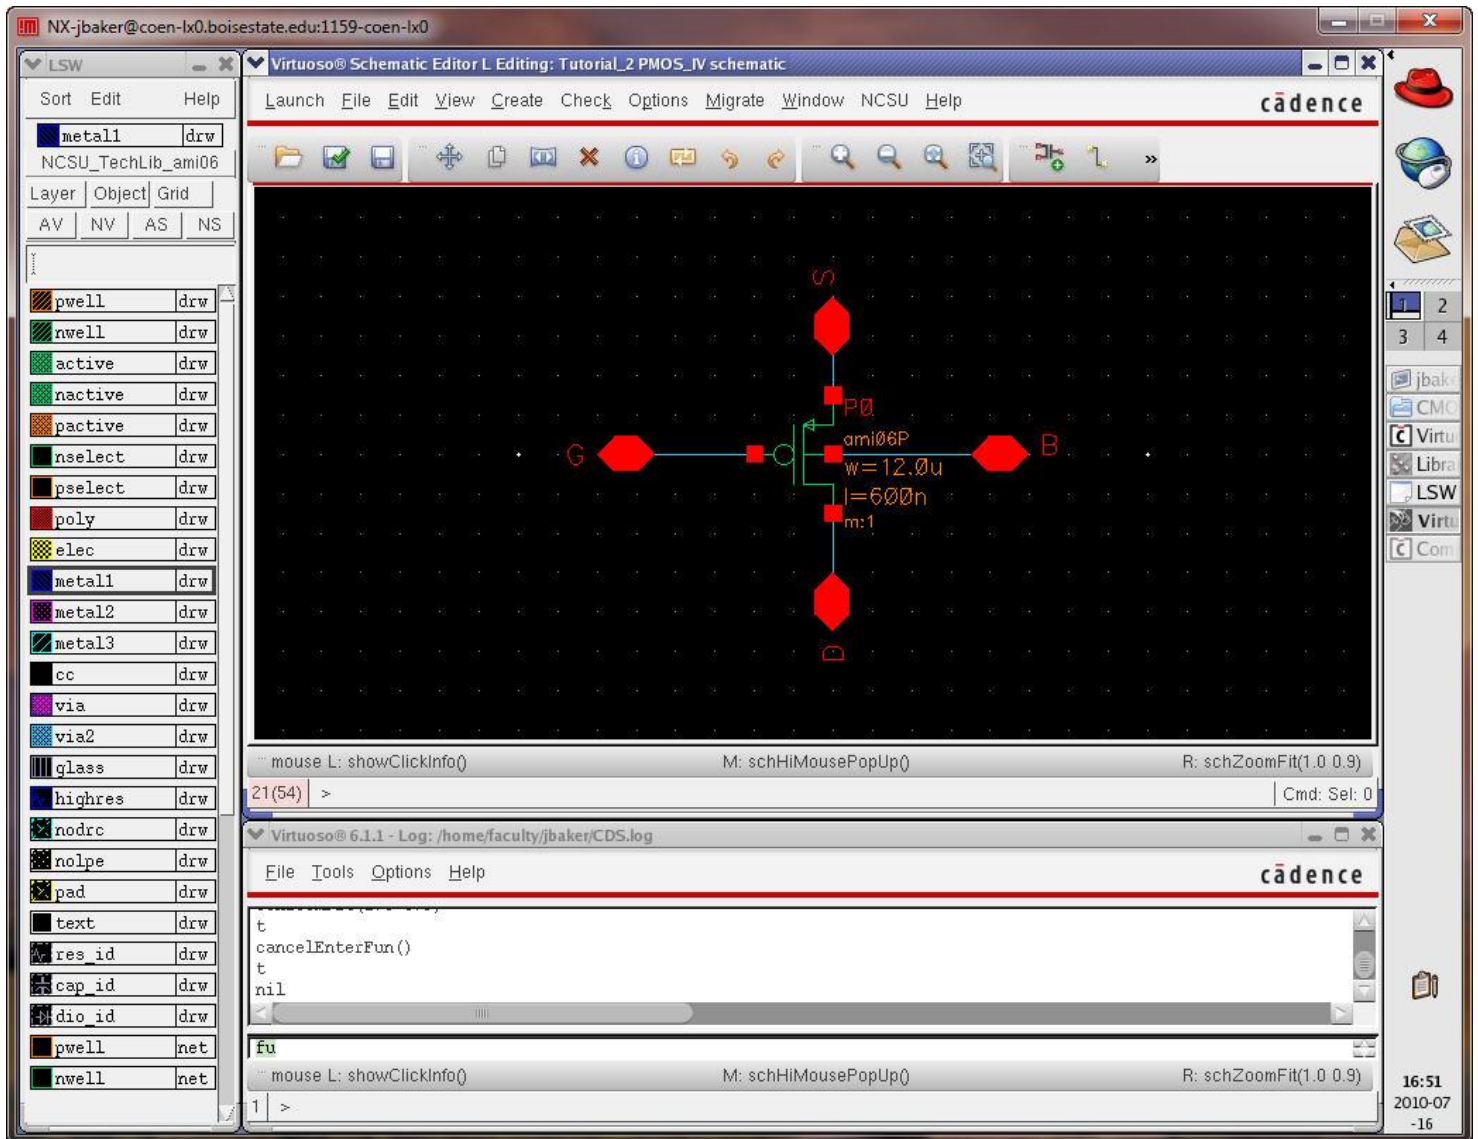 NX-jbaker@coen-lx0.boisestate.edu:1159-coen-lx0
LSW
Sort Edit Help
metal1 drw
NCSU_TechLib_ami06
Layer Object Grid
AV NV AS NS
pwell drw
nwell drw
active drw
nactive drw
pactive drw
nselect drw
pselect drw
poly drw
elec drw
metal1 drw
metal2 drw
metal3 drw
cc drw
via drw
via2 drw
glass drw
highres drw
nodrc drw
nolpe drw
pad drw
text drw
res_id drw
cap_id drw
dio_id drw
pwell net
nwell net
Virtuoso® Schematic Editor L Editing: Tutorial_2 PMOS_IV schematic
Launch File Edit View Create Check Options Migrate Window NCSU Help
cādence
»
S
P0
G
ami06P
B
w=12.0u
l=600n
m:1
D
mouse L: showClickInfo() M: schHiMousePopUp() R: schZoomFit(1.0 0.9)
21(54) > Cmd: Sel: 0
Virtuoso® 6.1.1 - Log: /home/faculty/jbaker/CDS.log
File Tools Options Help
cādence
t
cancelEnterFun()
t
nil
fu
mouse L: showClickInfo() M: schHiMousePopUp() R: schZoomFit(1.0 0.9)
1 >
1 2
3 4
jbak
CMO
Virtu
Libra
LSW
Virtu
Com
16:51
2010-07
-16